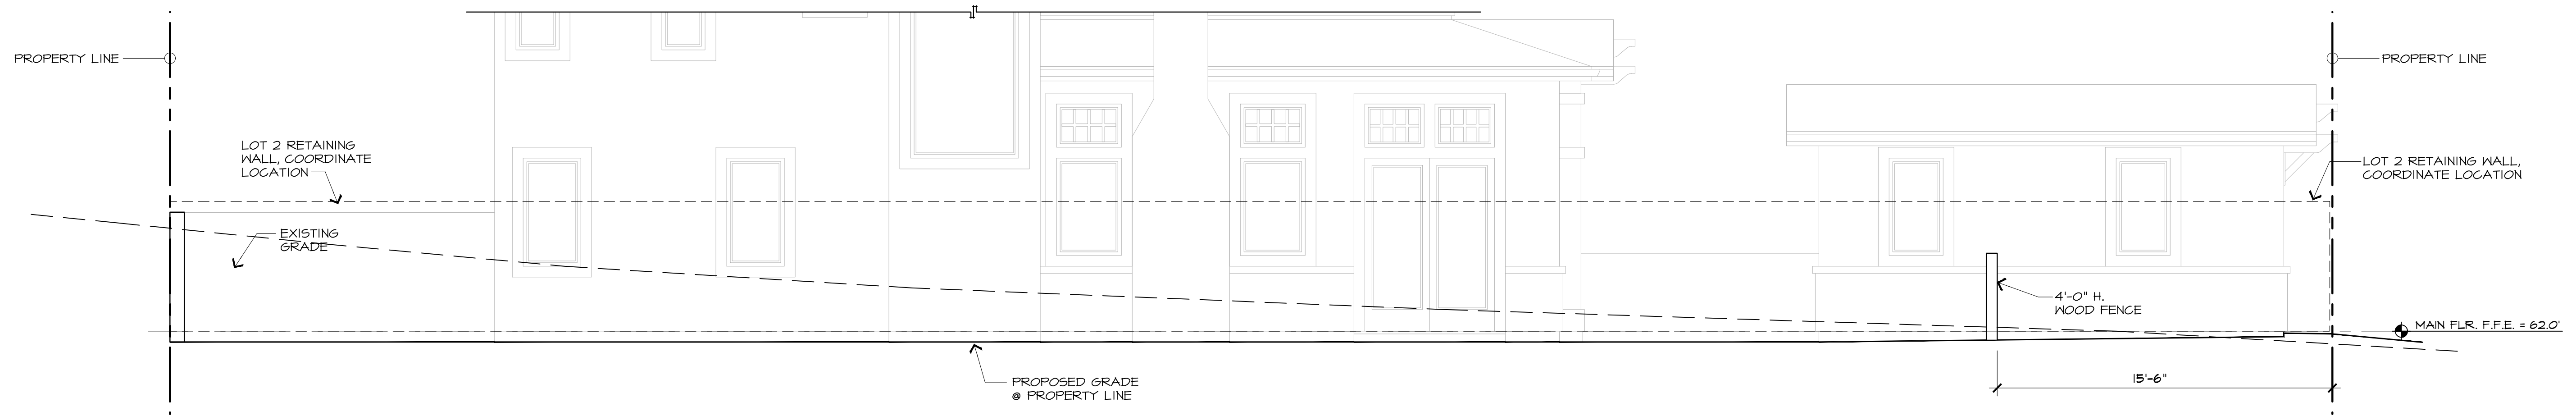 PROPERTY LINE
PROPERTY LINE
LOT 2 RETAINING
WALL, COORDINATE
LOCATION
LOT 2 RETAINING WALL,
COORDINATE LOCATION
EXISTING
GRADE
4'-0" H.
WOOD FENCE
MAIN FLR. F.F.E. = 62.0'
PROPOSED GRADE
@ PROPERTY LINE
15'-6"